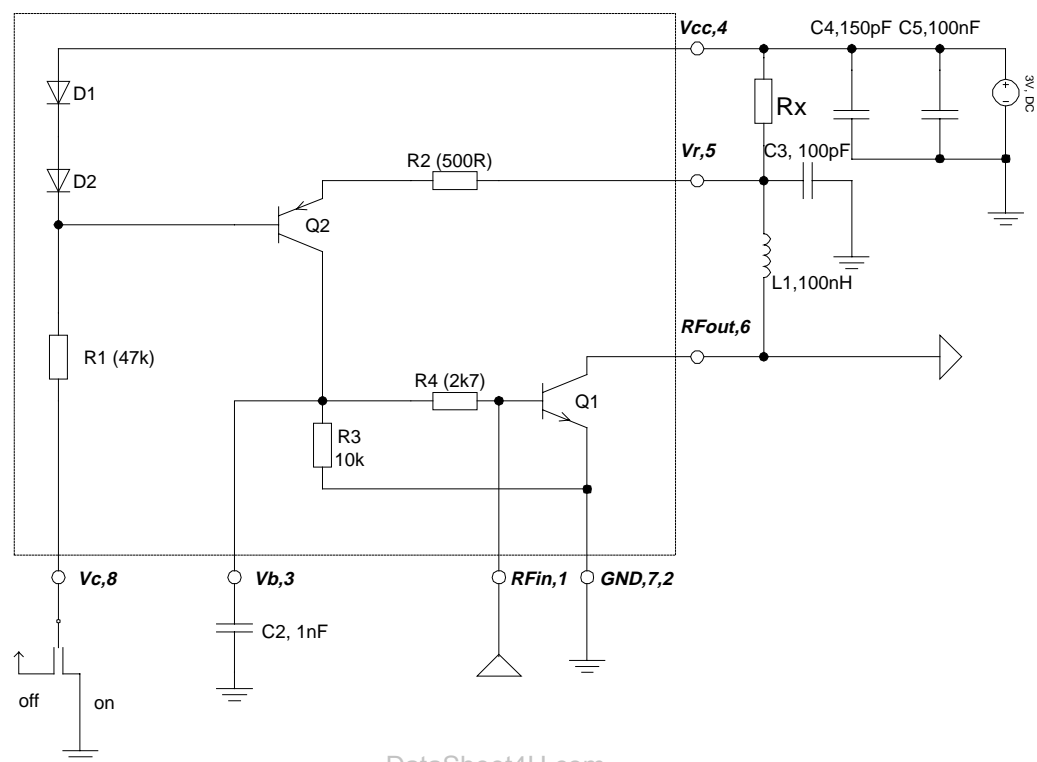 Vcc,4
C4,150pF
C5,100nF
3V, DC
+
−
D1
Rx
R2 (500R)
Vr,5
C3, 100pF
D2
Q2
L1,100nH
RFout,6
R1 (47k)
R4 (2k7)
Q1
R3
10k
Vc,8
Vb,3
RFin,1
GND,7,2
C2, 1nF
off
on